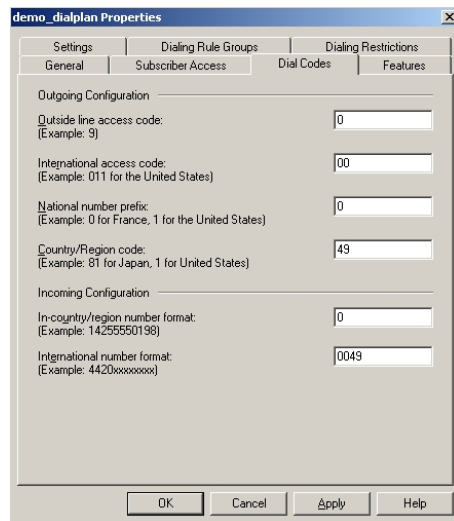 demo_dialplan Properties
Settings Dialing Rule Groups Dialing Restrictions
General Subscriber Access Dial Codes Features
Outgoing Configuration
Outside line access code: 0
(Example: 9)
International access code: 00
(Example: 011 for the United States)
National number prefix: 0
(Example: 0 for France, 1 for the United States)
Country/Region code: 49
(Example: 81 for Japan, 1 for United States)
Incoming Configuration
In-country/region number format: 0
(Example: 14255550198)
International number format: 0049
(Example: 4420xxxxxxxx)
OK Cancel Apply Help